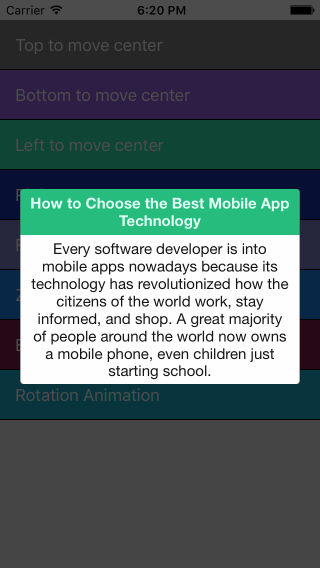 Carrier 6:20 PM
Top to move center
Bottom to move center
Left to move center
How to Choose the Best Mobile App
Technology
Every software developer is into
mobile apps nowadays because its
technology has revolutionized how the
citizens of the world work, stay
informed, and shop. A great majority
of people around the world now owns
a mobile phone, even children just
starting school.
Rotation Animation